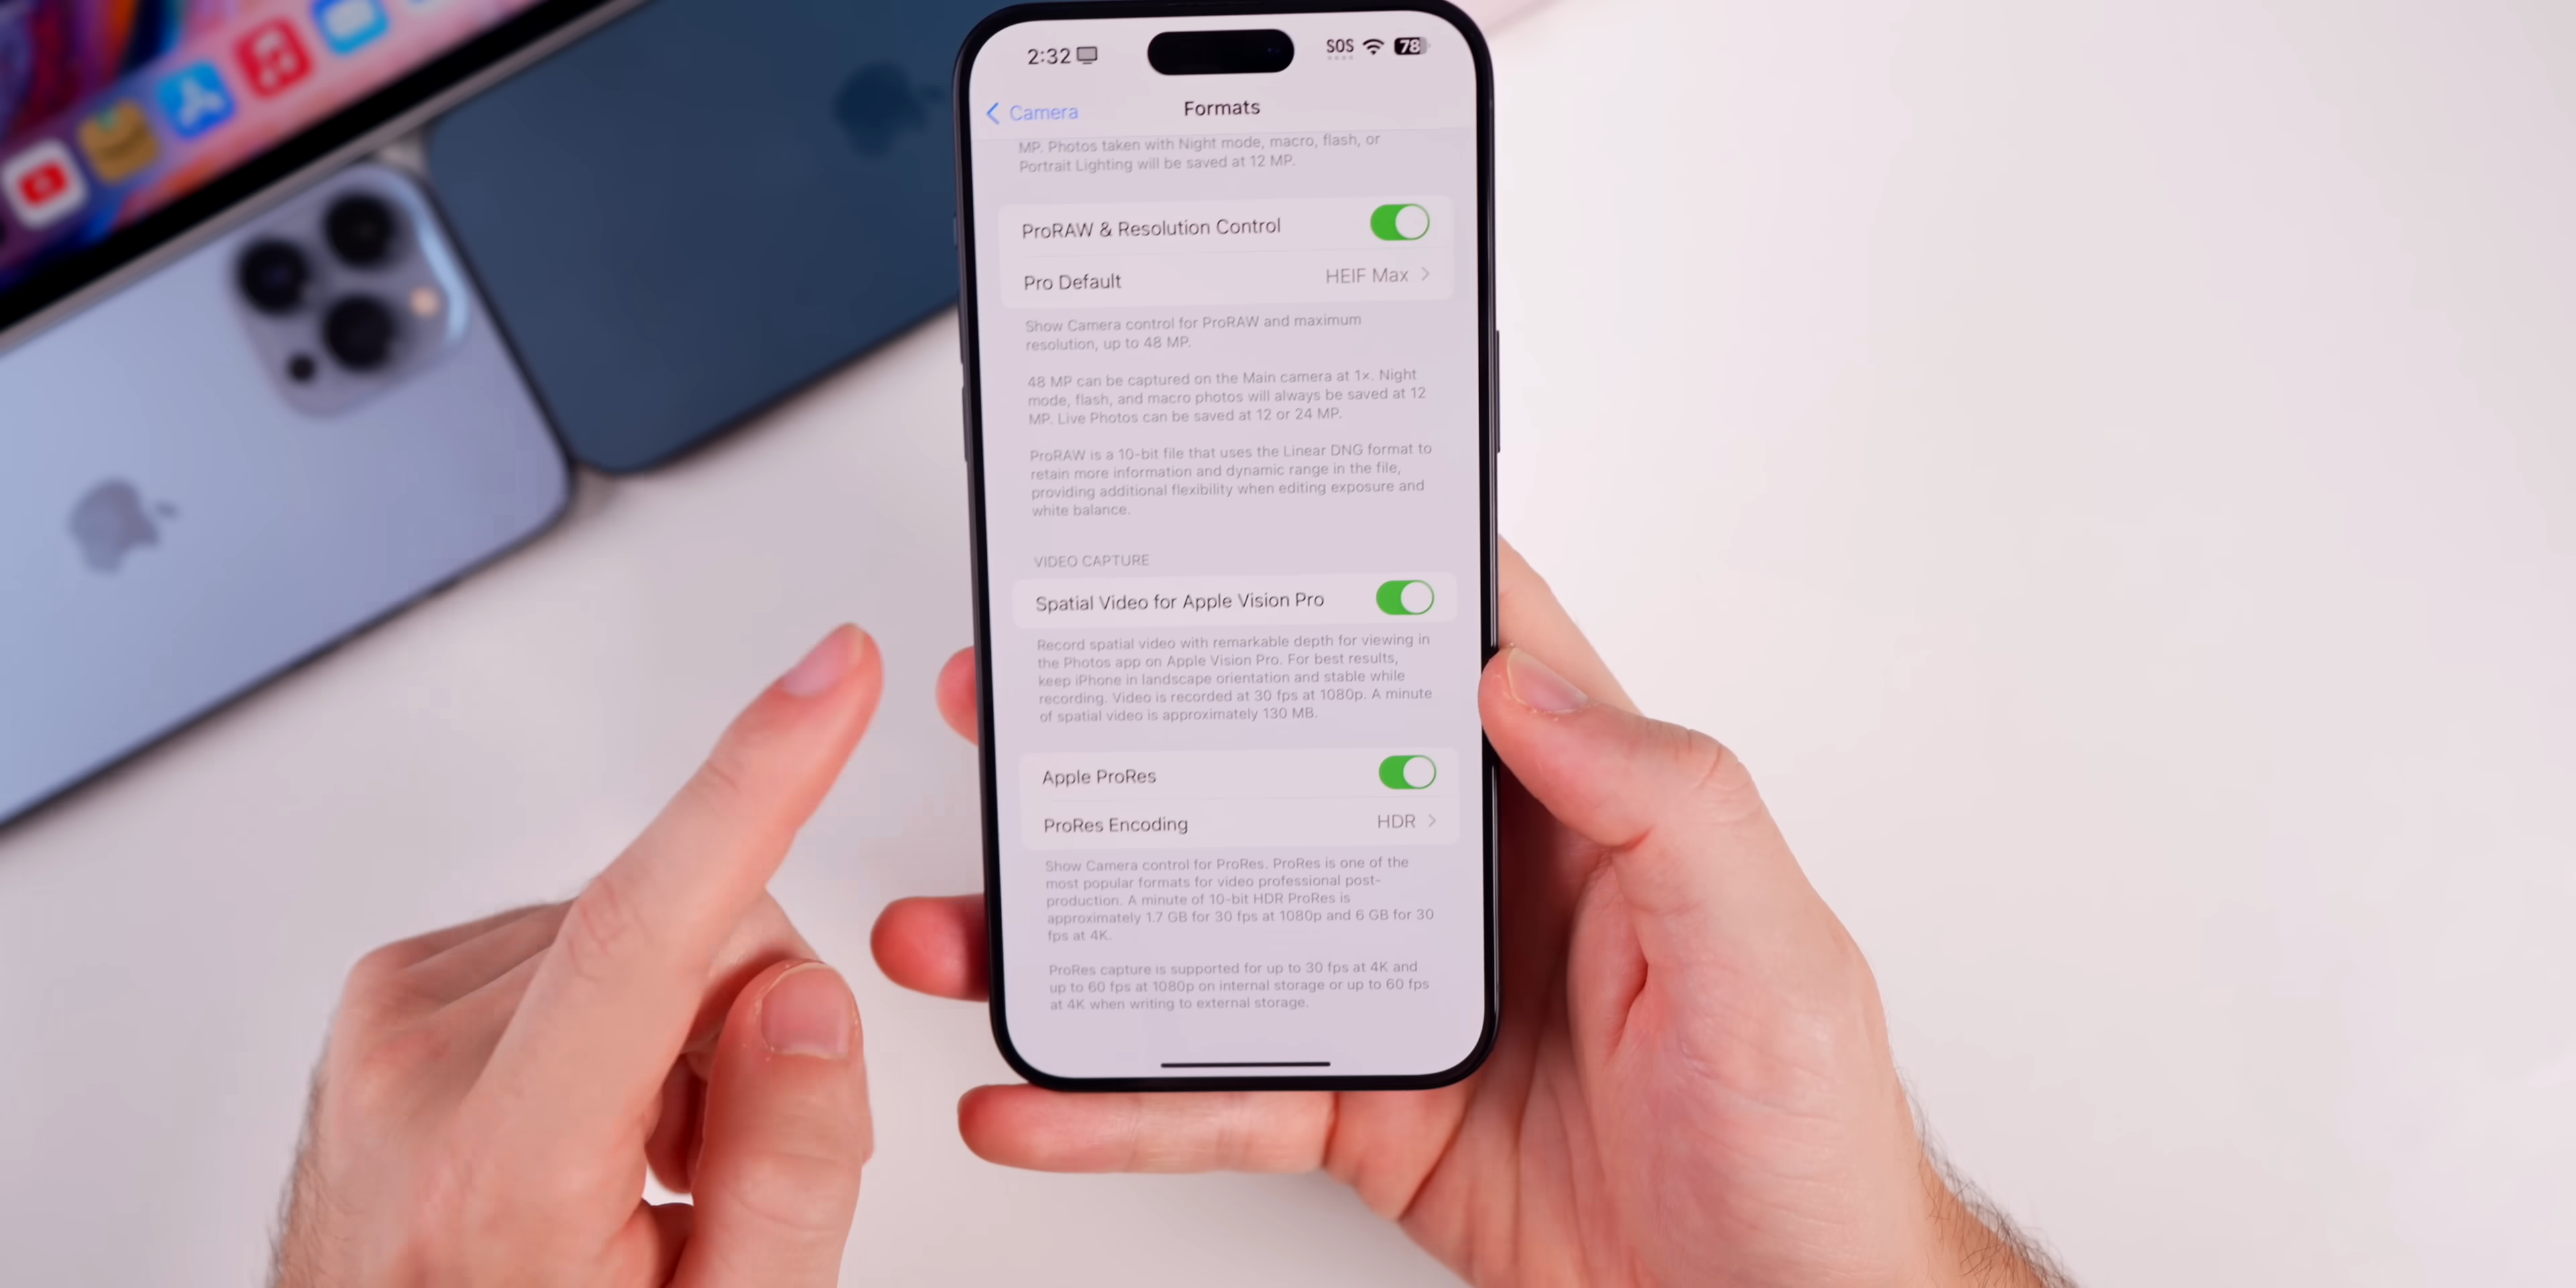 2:32 SOS 78
Camera Formats
MP. Photos taken with Night mode, macro, flash, or
Portrait Lighting will be saved at 12 MP.
ProRAW & Resolution Control
Pro Default HEIF Max
Show Camera control for ProRAW and maximum
resolution, up to 48 MP.
48 MP can be captured on the Main camera at 1×. Night
mode, flash, and macro photos will always be saved at 12
MP. Live Photos can be saved at 12 or 24 MP.
ProRAW is a 10-bit file that uses the Linear DNG format to
retain more information and dynamic range in the file,
providing additional flexibility when editing exposure and
white balance.
VIDEO CAPTURE
Spatial Video for Apple Vision Pro
Record spatial video with remarkable depth for viewing in
the Photos app on Apple Vision Pro. For best results,
keep iPhone in landscape orientation and stable while
recording. Video is recorded at 30 fps at 1080p. A minute
of spatial video is approximately 130 MB.
Apple ProRes
ProRes Encoding HDR
Show Camera control for ProRes. ProRes is one of the
most popular formats for video professional post-
production. A minute of 10-bit HDR ProRes is
approximately 1.7 GB for 30 fps at 1080p and 6 GB for 30
fps at 4K.
ProRes capture is supported for up to 30 fps at 4K and
up to 60 fps at 1080p on internal storage or up to 60 fps
at 4K when writing to external storage.